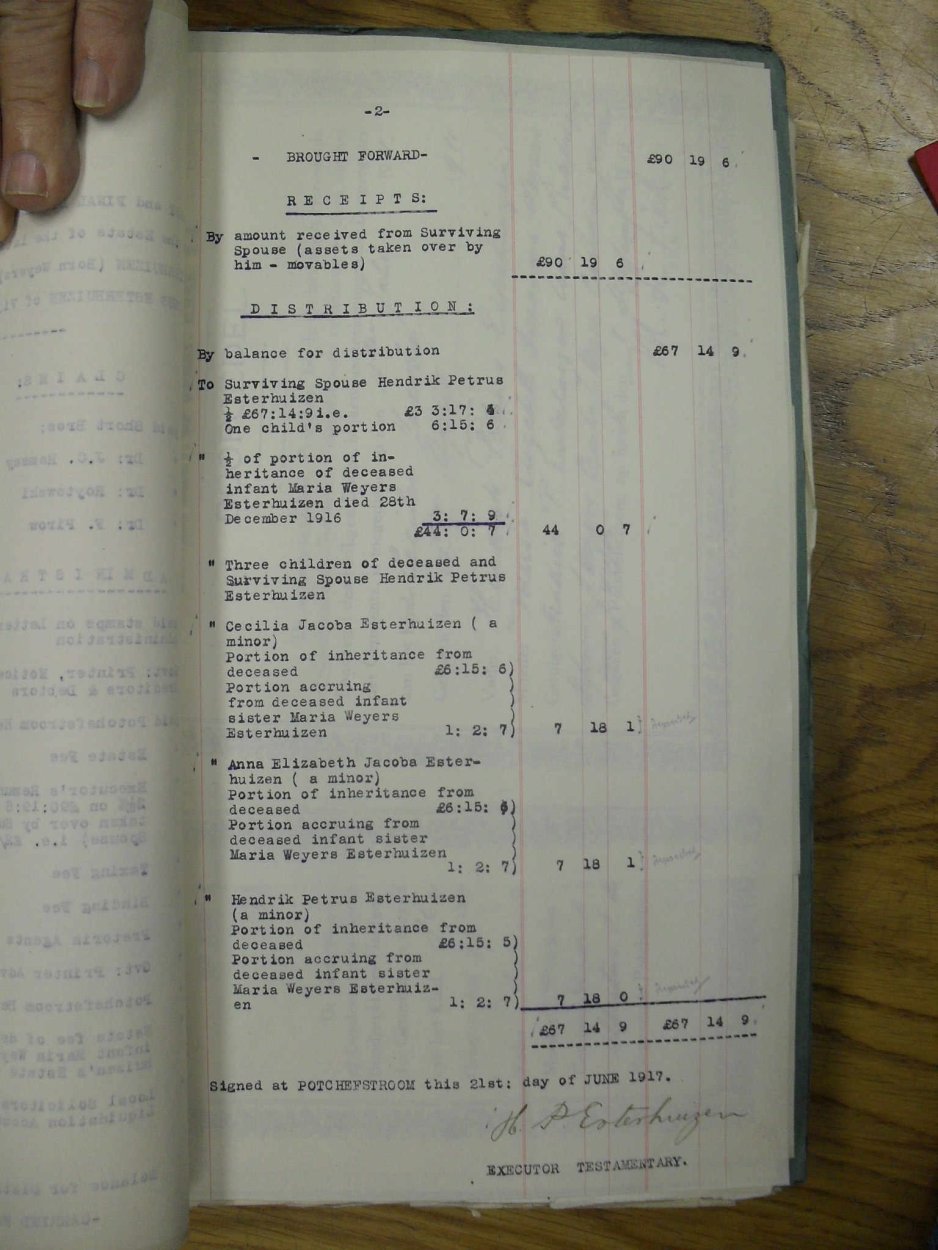 -2-
- BROUGHT FORWARD- £90 19 6
RECEIPTS:
By amount received from Surviving
Spouse (assets taken over by
him - movables) £90 19 6
DISTRIBUTION:
By balance for distribution £67 14 9
To Surviving Spouse Hendrik Petrus
Esterhuizen
½ £67:14:9 i.e. £3 3:17: 4
One child's portion 6:15: 6
" ½ of portion of in-
heritance of deceased
infant Maria Weyers
Esterhuizen died 28th
December 1916 3: 7: 9
£44: 0: 7 44 0 7
" Three children of deceased and
Surviving Spouse Hendrik Petrus
Esterhuizen
" Cecilia Jacoba Esterhuizen ( a
minor)
Portion of inheritance from
deceased £6:15: 6)
Portion accruing )
from deceased infant )
sister Maria Weyers )
Esterhuizen 1: 2: 7) 7 18 1
" Anna Elizabeth Jacoba Ester-
huizen ( a minor)
Portion of inheritance from
deceased £6:15: )
Portion accruing from )
deceased infant sister )
Maria Weyers Esterhuizen )
1: 2: 7) 7 18 1
" Hendrik Petrus Esterhuizen
(a minor)
Portion of inheritance from
deceased £6:15: 5)
Portion accruing from )
deceased infant sister )
Maria Weyers Esterhuiz- )
en 1: 2: 7) 7 18 0
£67 14 9 £67 14 9
Signed at POTCHEFSTROOM this 21st: day of JUNE 1917.
H. P. Esterhuizen
EXECUTOR TESTAMENTARY.